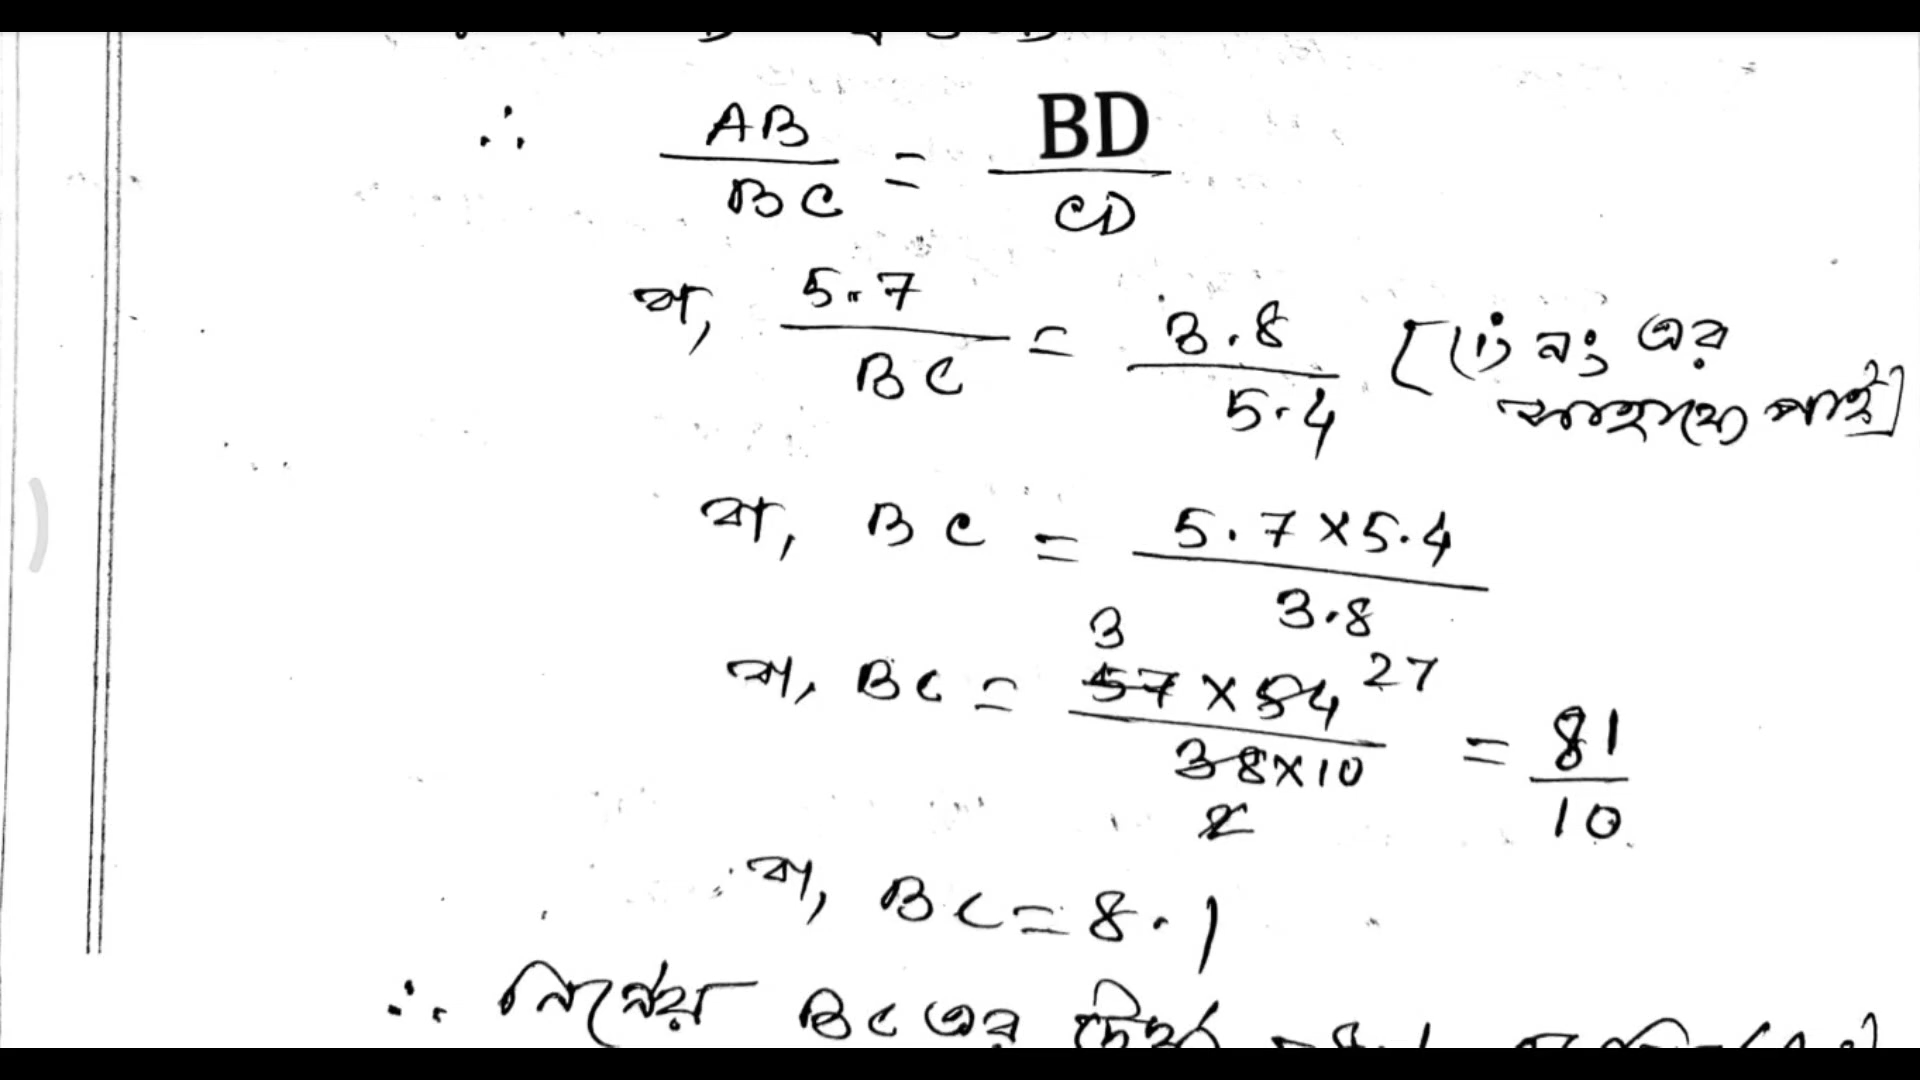 ∴ AB/BC = BD/CD
বা, 5.7/BC = 3.8/5.4 [(i) নং এর
সাহায্যে পাই]
বা, BC = 5.7×5.4/3.8
3
বা, BC = 57×54 27/38×10 = 81/10
2
বা, BC = 8.1
∴ নির্ণেয় BC এর দৈর্ঘ্য